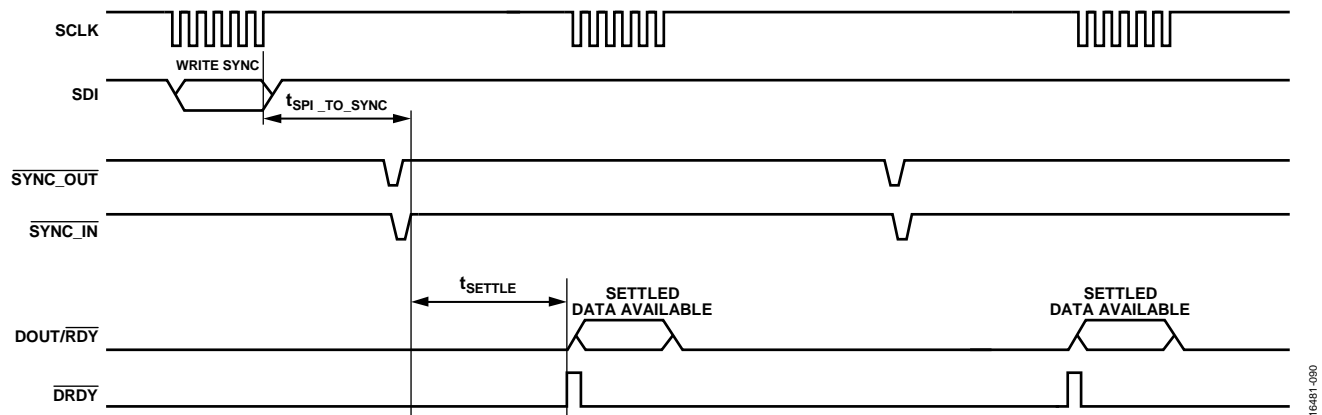 SCLK
WRITE SYNC
SDI
tSPI_TO_SYNC
SYNC_OUT
SYNC_IN
tSETTLE
SETTLED
DATA AVAILABLE
SETTLED
DATA AVAILABLE
DOUT/RDY
DRDY
16481-090